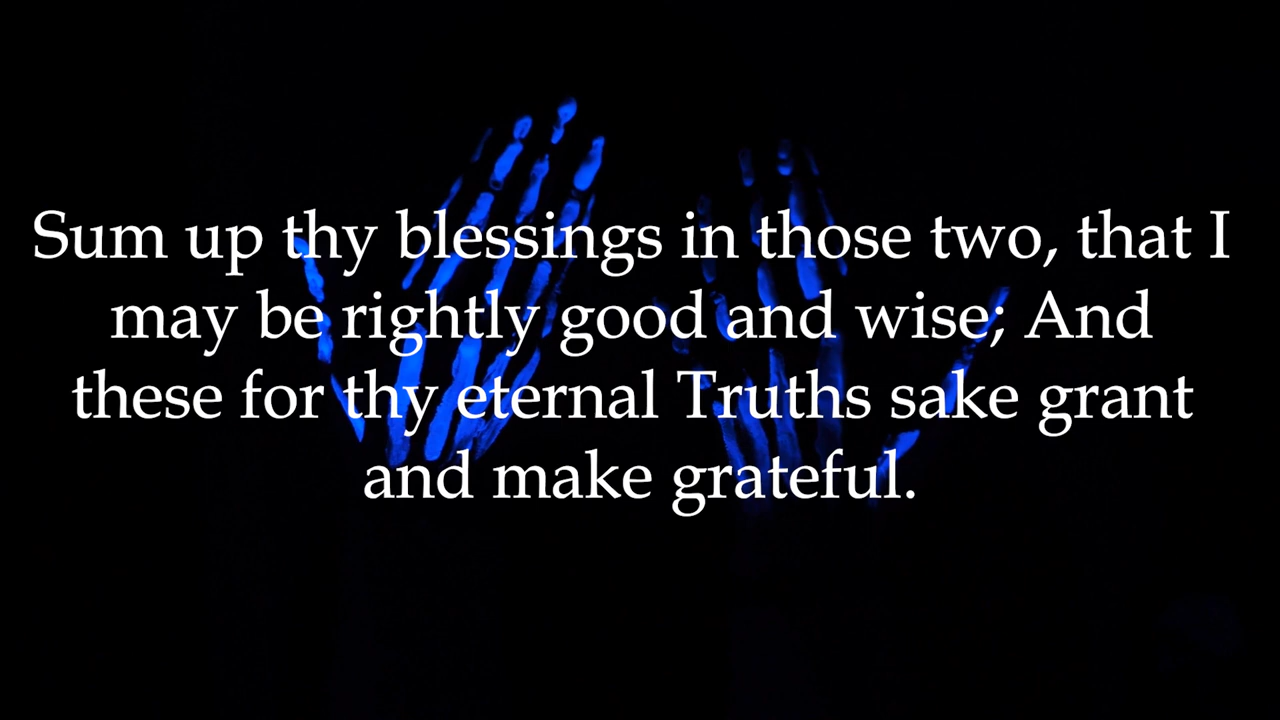 Sum up thy blessings in those two, that I
may be rightly good and wise; And
these for thy eternal Truths sake grant
and make grateful.